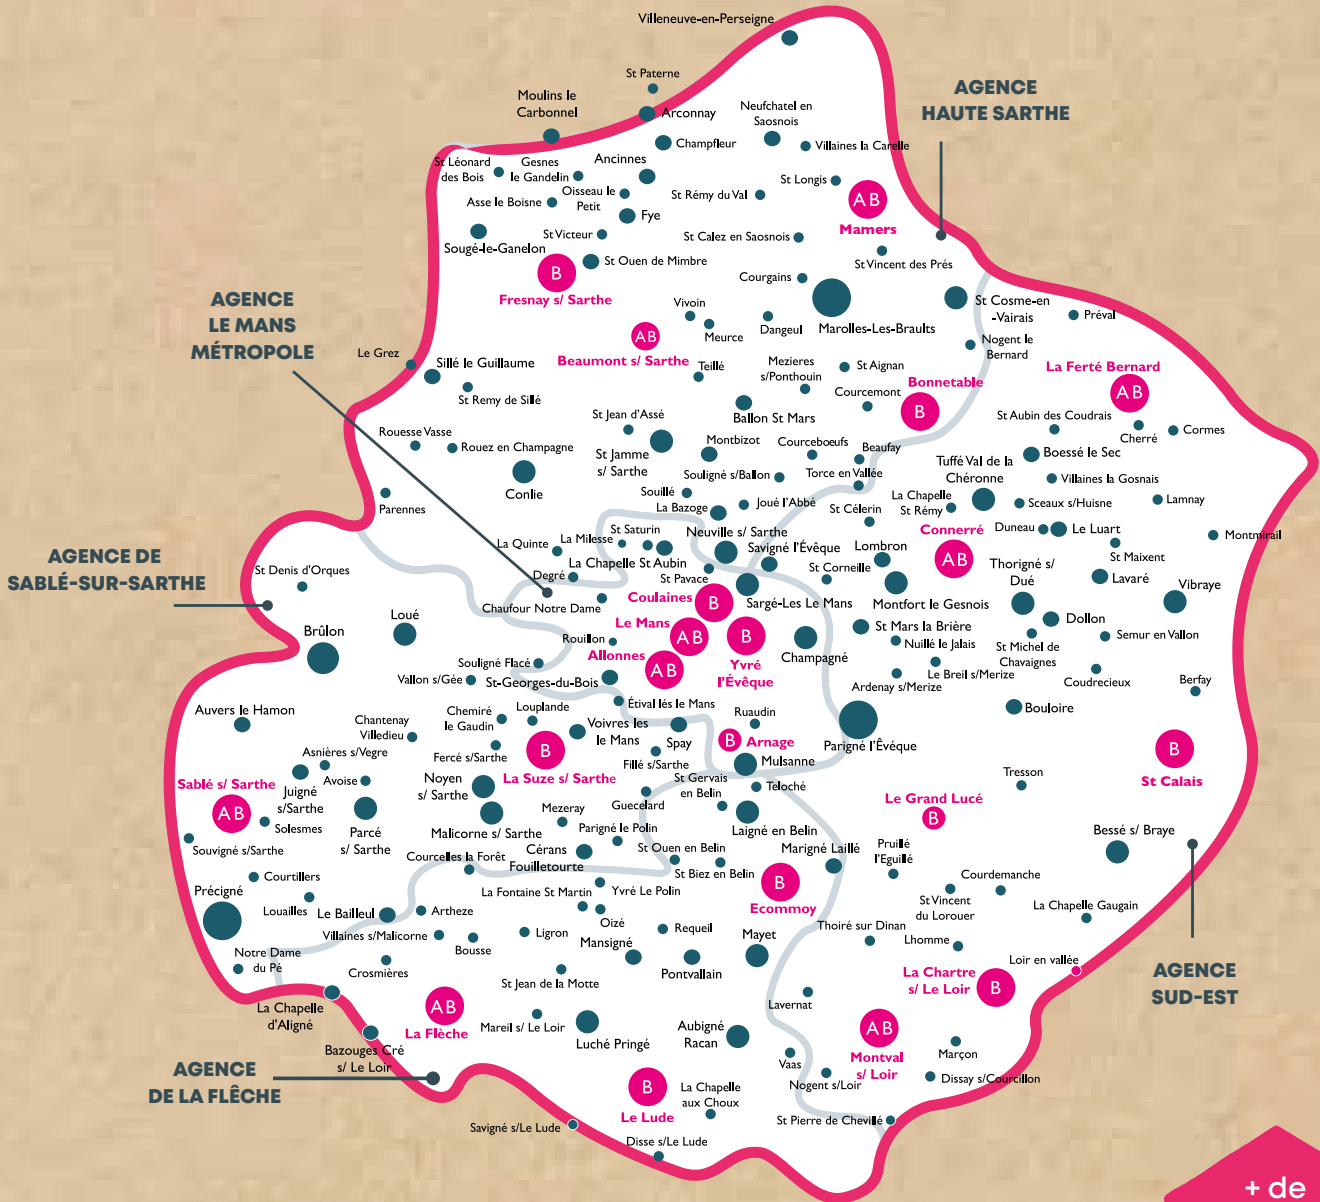 Villeneuve-en-Perseigne
St Paterne
Moulins le
Carbonnel
Arconnay
Neufchatel en
Saosnois
AGENCE
HAUTE SARTHE
Champfleur
Villaines la Carelle
St Léonard
des Bois
Gesnes
le Gandelin
Ancinnes
Oisseau le
Petit
Asse le Boisne
St Longis
St Rémy du Val
AB
Mamers
Fye
St Victeur
Sougé-le-Ganelon
St Calez en Saosnois
St Vincent des Prés
St Ouen de Mimbre
B
Fresnay s/ Sarthe
Courgains
AGENCE
LE MANS
MÉTROPOLE
Vivoin
Meurce
Dangeul
Marolles-Les-Braults
St Cosme-en
-Vairais
Préval
AB
Beaumont s/ Sarthe
Nogent le
Bernard
Le Grez
Sillé le Guillaume
Teillé
Mezieres
s/Ponthouin
St Aignan
La Ferté Bernard
AB
St Remy de Sillé
Courcemont
Bonnetable
B
Ballon St Mars
St Jean d'Assé
St Aubin des Coudrais
Cherré
Cormes
Rouesse Vasse
Rouez en Champagne
St Jamme
s/ Sarthe
Montbizot
Courcebœufs
Beaufay
Boessé le Sec
Conlie
Souligné s/Ballon
Torce en Vallée
Tuffé Val de la
Chéronne
Villaines la Gosnais
Parennes
Souillé
La Bazoge
Joué l'Abbé
La Chapelle
St Rémy
Sceaux s/Huisne
Lamnay
St Célerin
Connerré
AB
Duneau
Le Luart
Montmirail
St Saturin
Neuville s/ Sarthe
La Quinte
La Milesse
Savigné l'Évêque
Lombron
St Maixent
AGENCE DE
SABLÉ-SUR-SARTHE
St Denis d'Orques
Degré
La Chapelle St Aubin
St Pavace
St Corneille
Thorigné s/
Dué
Lavaré
Vibraye
Chaufour Notre Dame
Coulaines
B
Sargé-Les Le Mans
Montfort le Gesnois
Loué
Brûlon
Le Mans
AB
Rouillon
Allonnes
AB
B
Yvré
l'Évêque
Champagné
St Mars la Brière
Dollon
Nuillé le Jalais
St Michel de
Chavaignes
Semur en Vallon
Souligné Flacé
Vallon s/Gée
St-Georges-du-Bois
Le Breil s/Merize
Ardenay s/Merize
Coudrecieux
Berfay
Étival lés le Mans
Auvers le Hamon
Chemiré
le Gaudin
Louplande
Ruaudin
Bouloire
Chantenay
Villedieu
Voivres les
le Mans
Spay
B
Arnage
Parigné l'Êvéque
Asnières s/Vegre
Fercé s/Sarthe
B
La Suze s/ Sarthe
Fillé s/Sarthe
Mulsanne
B
St Calais
Sablé s/ Sarthe
AB
Juigné
s/Sarthe
Avoise
Noyen
s/ Sarthe
St Gervais
en Belin
Teloché
Tresson
Guecelard
Le Grand Lucé
B
Solesmes
Parcé
s/ Sarthe
Mezeray
Malicorne s/ Sarthe
Laigné en Belin
Souvigné s/Sarthe
Parigné le Polin
Cérans
Fouilletourte
St Ouen en Belin
Marigné Laillé
Pruillé
l'Eguillé
Bessé s/ Braye
Courcelles la Forêt
St Biez en Belin
Courtillers
Précigné
B
Ecommoy
Courdemanche
La Fontaine St Martin
Yvré Le Polin
St Vincent
du Lorouer
Louailles
Le Bailleul
Artheze
Oizé
La Chapelle Gaugain
Villaines s/Malicorne
Bousse
Ligron
Requeil
Mayet
Thoiré sur Dinan
Mansigné
Lhomme
Notre Dame
du Pé
Crosmières
Pontvallain
Loir en vallée
St Jean de la Motte
La Chartre
s/ Le Loir
B
AGENCE
SUD-EST
La Chapelle
d'Aligné
AB
La Flèche
Lavernat
Mareil s/ Le Loir
Luché Pringé
Aubigné
Racan
AB
Montval
s/ Loir
Bazouges Cré
s/ Le Loir
Vaas
Marçon
AGENCE
DE LA FLÊCHE
Nogent s/Loir
Dissay s/Courcillon
B
Le Lude
La Chapelle
aux Choux
Savigné s/Le Lude
St Pierre de Chevillé
Disse s/Le Lude
+ de